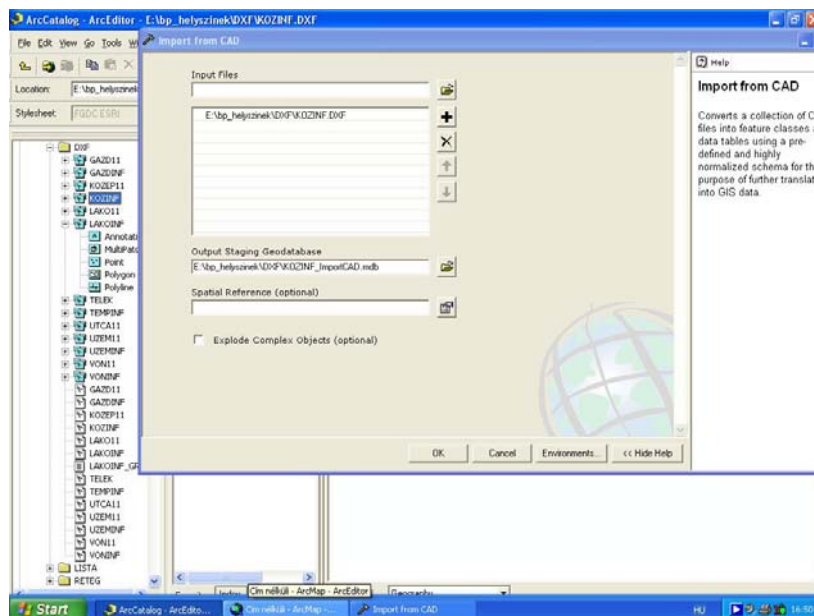 ArcCatalog - ArcEditor - E:\bp_helyszinek\DXF\KOZINF.DXF
File Edit View Go Tools
Import from CAD
Location: E:\bp_helyszinek
Stylesheet: FGDC ESRI
DXF
GAZD11
GAZDINF
KOZEP11
KOZINF
LAKO11
LAKOINF
Annotati
MultiPatc
Point
Polygon
Polyline
TELEK
TEMPINF
UTCA11
UZEM11
UZEMINF
VON11
VONINF
GAZD11
GAZDINF
KOZEP11
KOZINF
LAKO11
LAKOINF
LAKOINF_GF
TELEK
TEMPINF
UTCA11
UZEM11
UZEMINF
VON11
VONINF
LISTA
RETEG
Input Files
E:\bp_helyszinek\DXF\KOZINF.DXF
Output Staging Geodatabase
E:\bp_helyszinek\DXF\KOZINF_ImportCAD.mdb
Spatial Reference (optional)
Explode Complex Objects (optional)
OK Cancel Environments... << Hide Help
Help
Import from CAD
Converts a collection of C
files into feature classes
data tables using a pre-
defined and highly
normalized schema for th
purpose of further translat
into GIS data.
Cím nélküli - ArcMap - ArcEditor
Geography
Start ArcCatalog - ArcEdito... Cím nélküli - ArcMap -... Import from CAD HU 16:50